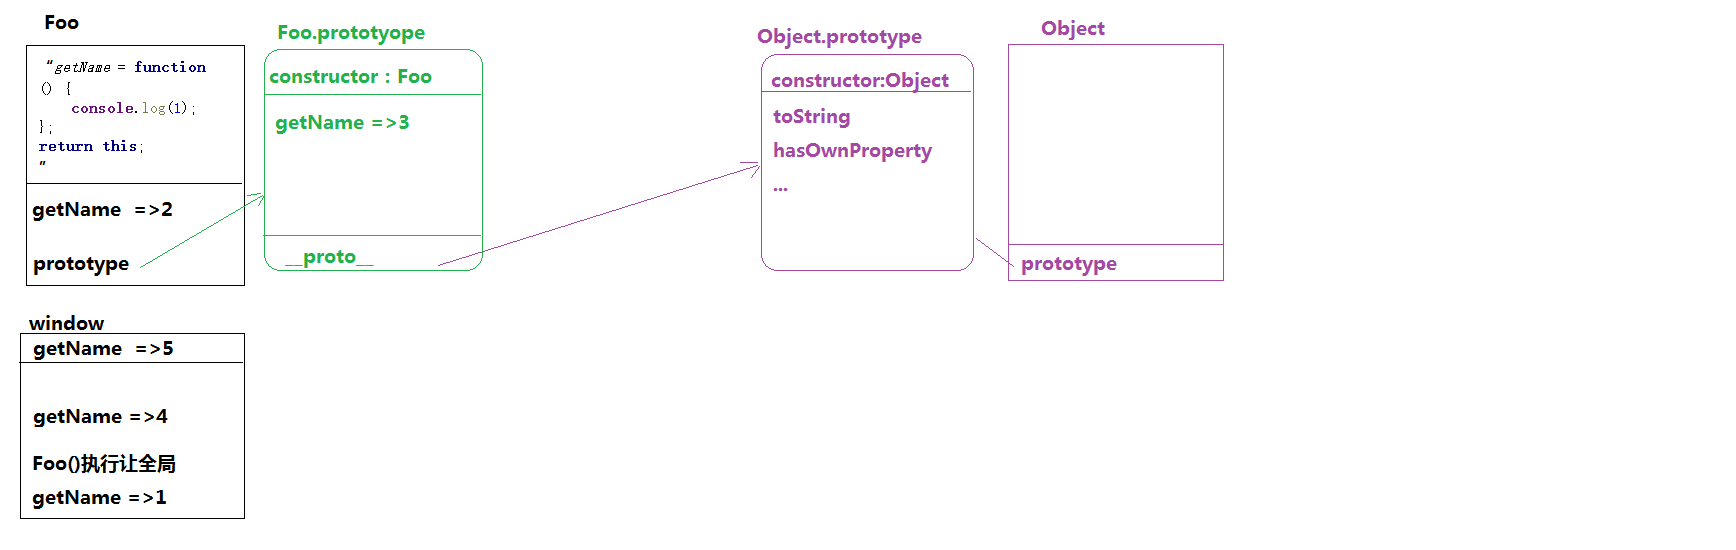 Foo
“getName = function
() {
console.log(1);
};
return this;
”
getName =>2
prototype
Foo.prototyope
constructor : Foo
getName =>3
__proto__
Object.prototype
constructor:Object
toString
hasOwnProperty
...
Object
prototype
window
getName =>5
getName =>4
Foo()执行让全局
getName =>1